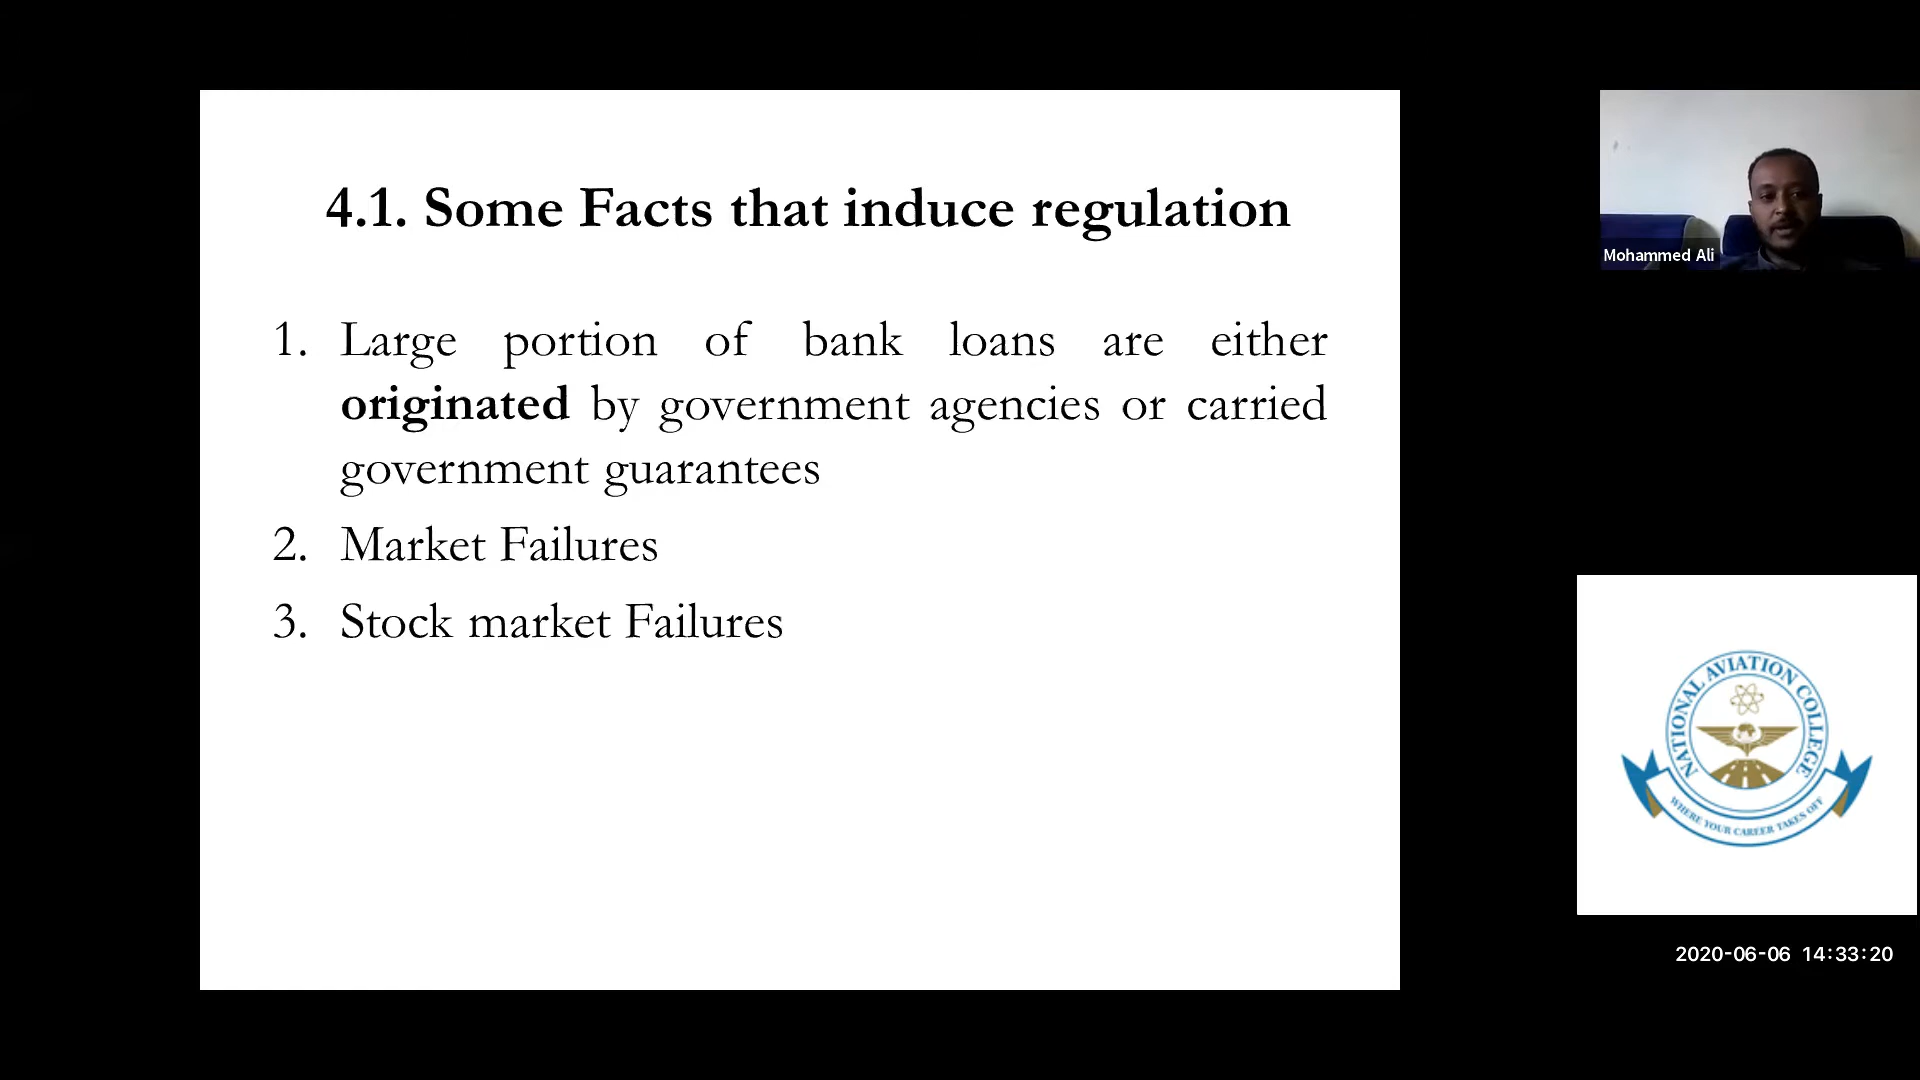 4.1. Some Facts that induce regulation
1. Large portion of bank loans are either
originated by government agencies or carried
government guarantees
2. Market Failures
3. Stock market Failures
Mohammed Ali
NATIONAL AVIATION COLLEGE
WHERE YOUR CAREER TAKES OFF
2020-06-06 14:33:20